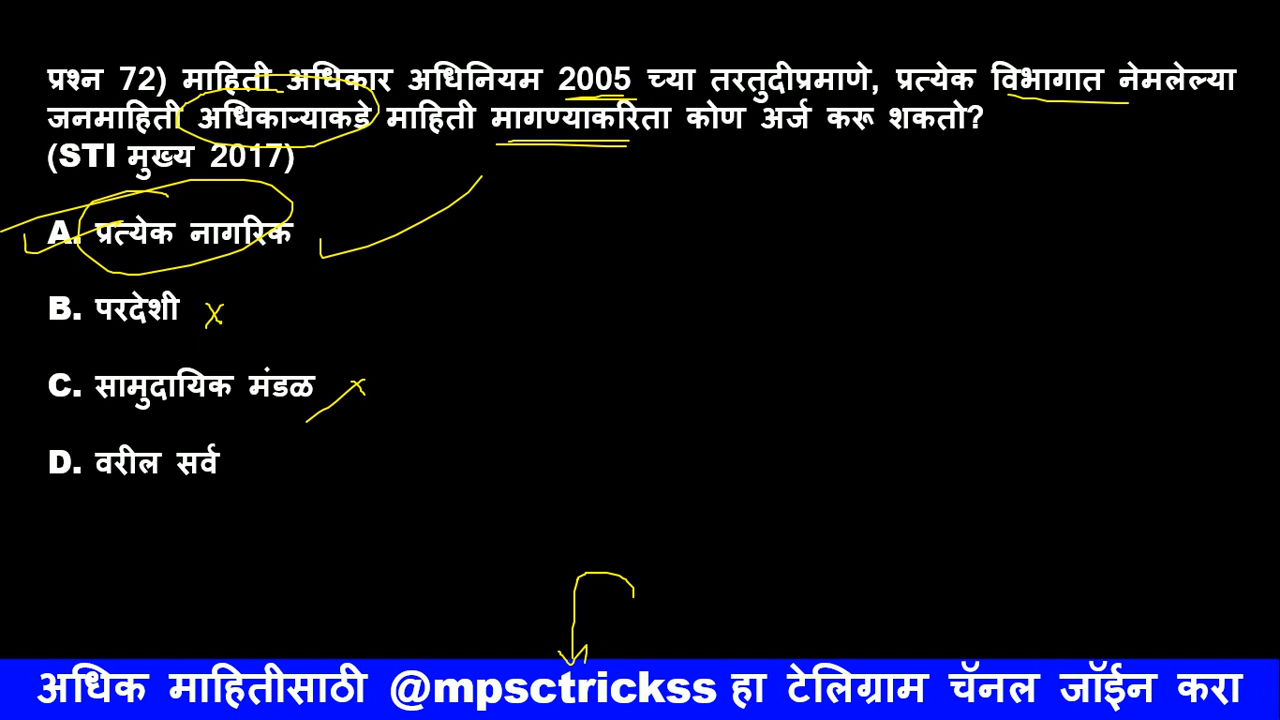 प्रश्न 72) माहिती अधिकार अधिनियम 2005 च्या तरतुदीप्रमाणे, प्रत्येक विभागात नेमलेल्या
जनमाहिती अधिकाऱ्याकडे माहिती मागण्याकरिता कोण अर्ज करू शकतो?
(STI मुख्य 2017)
A. प्रत्येक नागरिक
B. परदेशी
C. सामुदायिक मंडळ
D. वरील सर्व
अधिक माहितीसाठी @mpsctrickss हा टेलिग्राम चॅनल जॉईन करा